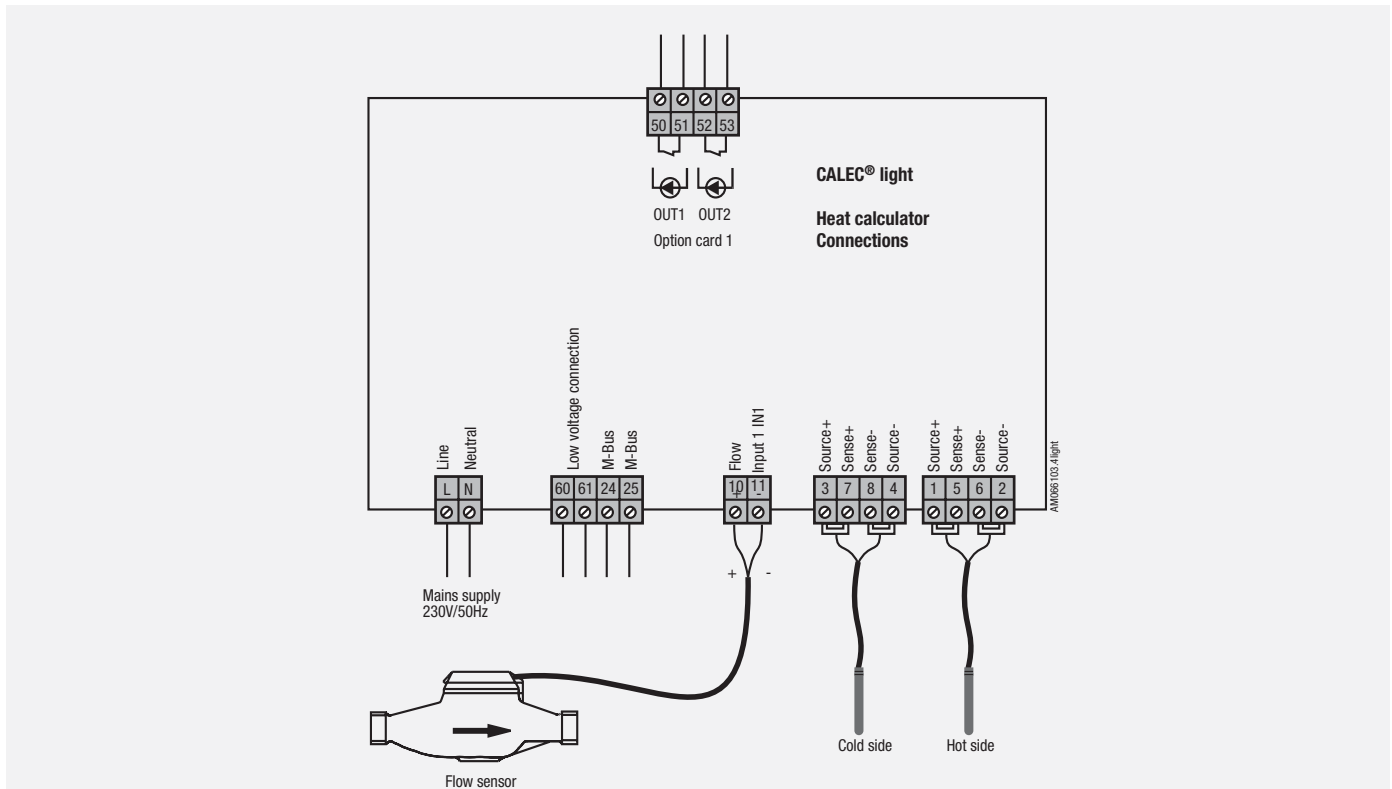 50 51 52 53
OUT1 OUT2
Option card 1
CALEC® light
Heat calculator
Connections
Line
Neutral
Low voltage connection
M-Bus
M-Bus
Flow
Input 1 IN1
Source+
Sense+
Sense-
Source-
Source+
Sense+
Sense-
Source-
L N
60 61 24 25
10 11
+ -
3 7 8 4
1 5 6 2
AM066103.4light
+ -
Mains supply
230V/50Hz
Cold side
Hot side
Flow sensor